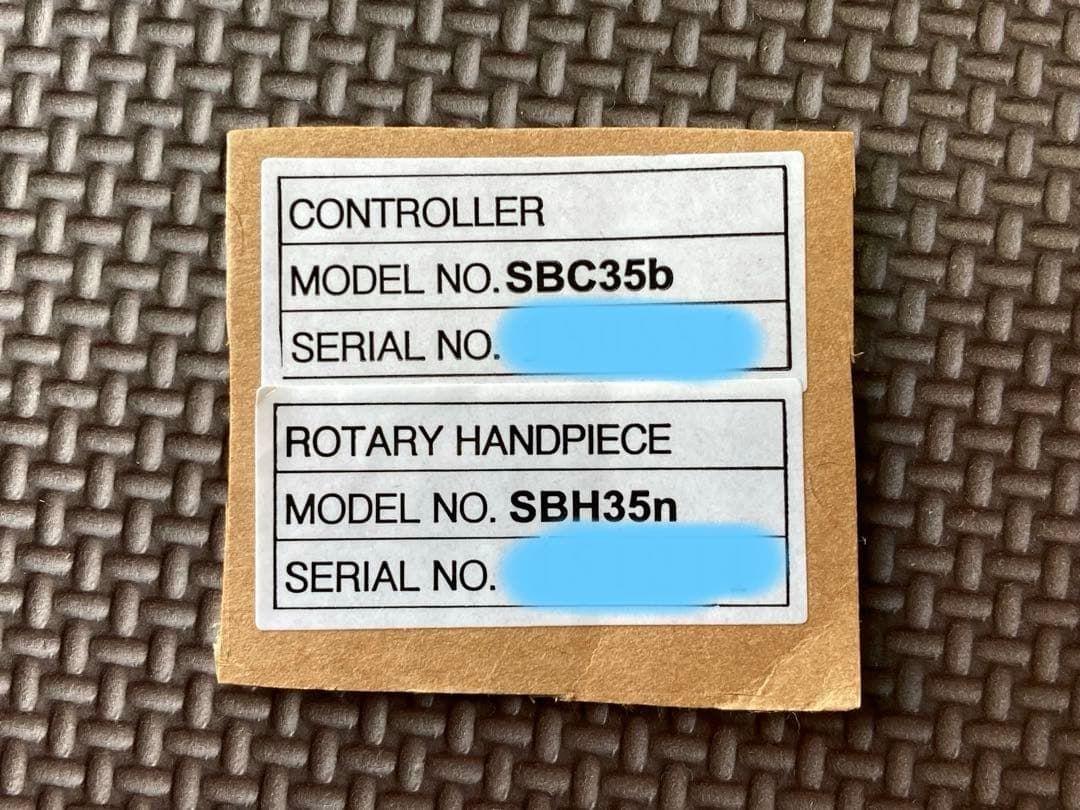 CONTROLLER
MODEL NO. SBC35b
SERIAL NO.
ROTARY HANDPIECE
MODEL NO. SBH35n
SERIAL NO.